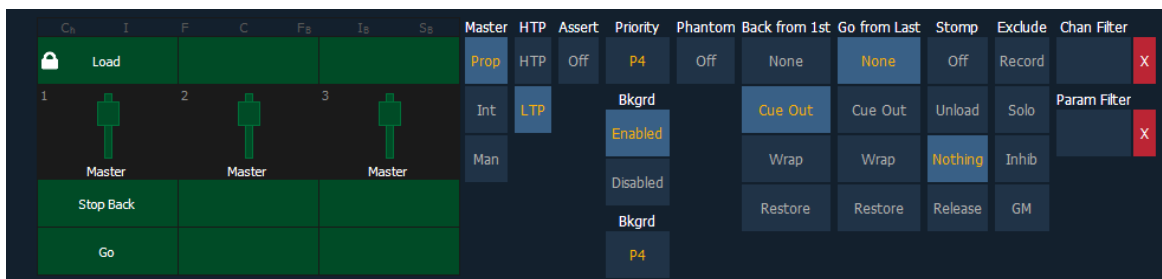 Ch I F C FB IB SB Master HTP Assert Priority Phantom Back from 1st Go from Last Stomp Exclude Chan Filter
Load Prop HTP Off P4 Off None None Off Record X
1 2 3 Int LTP Bkgrd Cue Out Cue Out Unload Solo Param Filter
Enabled X
Master Master Master Man Wrap Wrap Nothing Inhib
Disabled
Stop Back Restore Restore Release GM
Bkgrd
Go P4